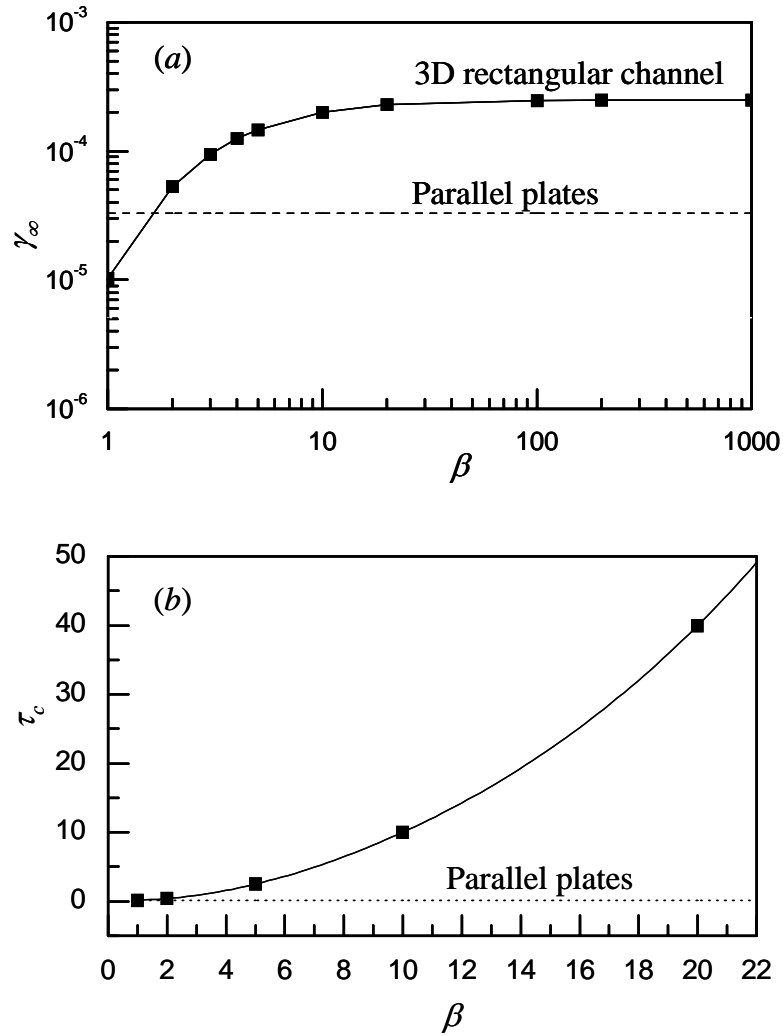 10⁻³
(a)
3D rectangular channel
10⁻⁴
Parallel plates
γ∞
10⁻⁵
10⁻⁶
1 10 100 1000
β
50
(b)
40
30
τc
20
10
Parallel plates
0
0 2 4 6 8 10 12 14 16 18 20 22
β